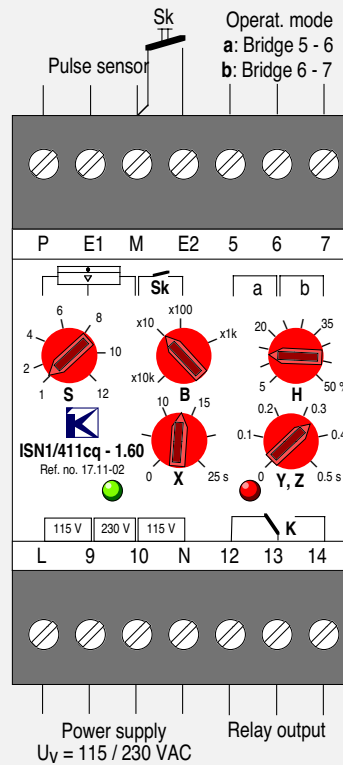 Sk
Operat. mode
a: Bridge 5 - 6
Pulse sensor
b: Bridge 6 - 7
P E1 M E2 5 6 7
Sk a b
6 8 4 10 2 1 12
S
x100 x10 x1k x10k
B
20 35 5 50 %
H
K
ISN1/411cq - 1.60
Ref. no. 17.11-02
10 15 0 25 s
X
0.2 0.3 0.1 0.4 0 0.5 s
Y, Z
115 V 230 V 115 V K
L 9 10 N 12 13 14
Power supply
Relay output
UV = 115 / 230 VAC